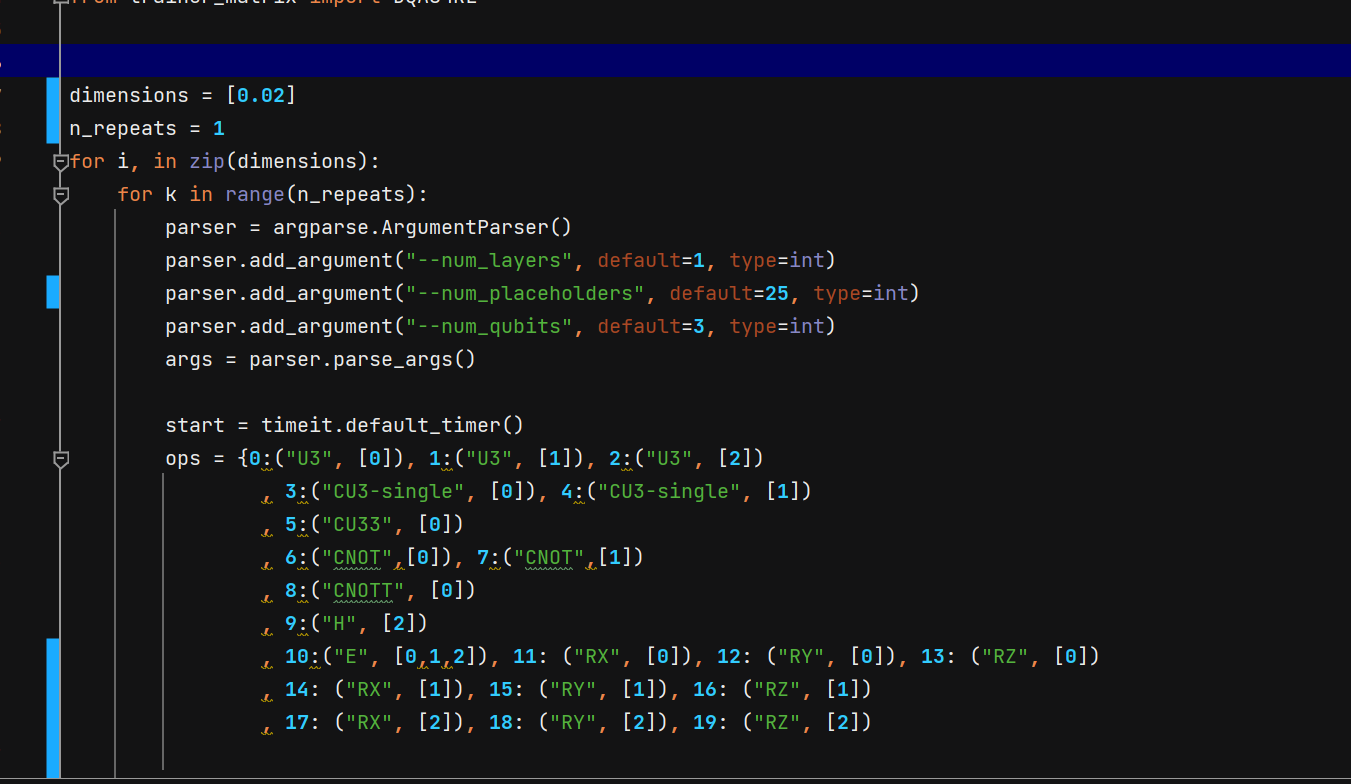 from trainer_matrix import DQAS4RL
dimensions = [0.02]
n_repeats = 1
for i, in zip(dimensions):
    for k in range(n_repeats):
        parser = argparse.ArgumentParser()
        parser.add_argument("--num_layers", default=1, type=int)
        parser.add_argument("--num_placeholders", default=25, type=int)
        parser.add_argument("--num_qubits", default=3, type=int)
        args = parser.parse_args()
        start = timeit.default_timer()
        ops = {0:("U3", [0]), 1:("U3", [1]), 2:("U3", [2])
                , 3:("CU3-single", [0]), 4:("CU3-single", [1])
                , 5:("CU33", [0])
                , 6:("CNOT",[0]), 7:("CNOT",[1])
                , 8:("CNOTT", [0])
                , 9:("H", [2])
                , 10:("E", [0,1,2]), 11: ("RX", [0]), 12: ("RY", [0]), 13: ("RZ", [0])
                , 14: ("RX", [1]), 15: ("RY", [1]), 16: ("RZ", [1])
                , 17: ("RX", [2]), 18: ("RY", [2]), 19: ("RZ", [2])